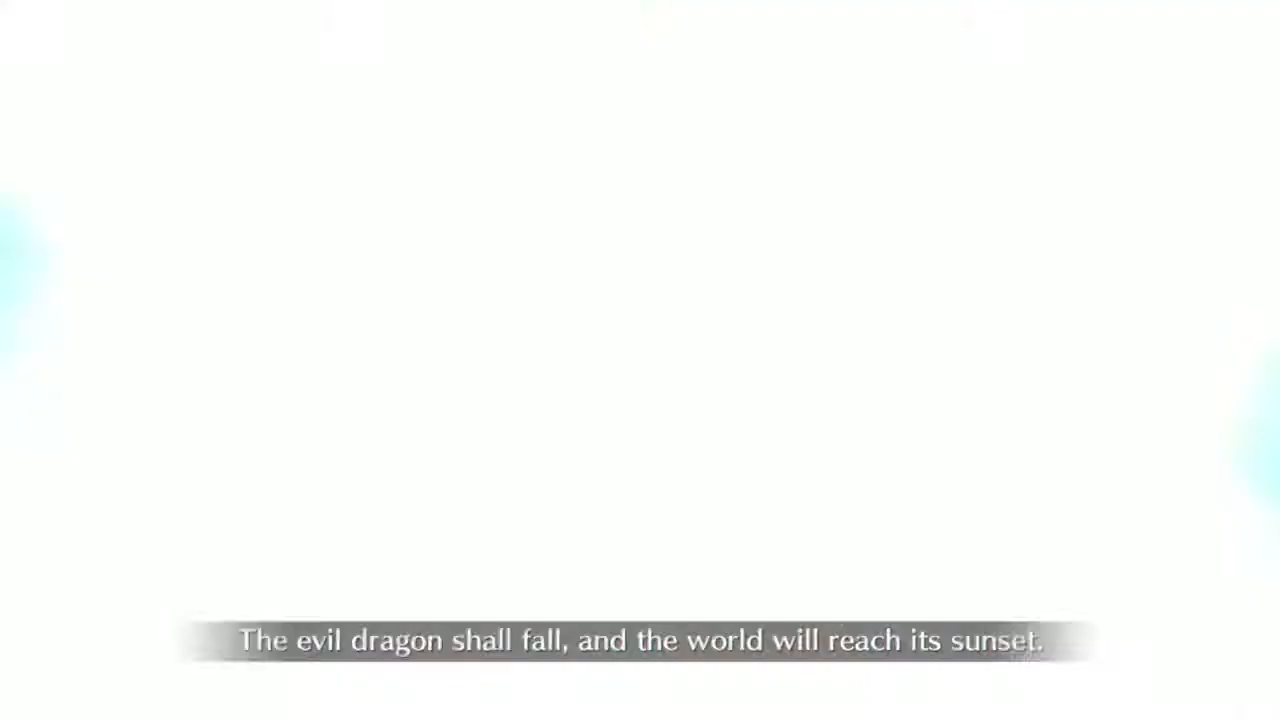 The evil dragon shall fall, and the world will reach its sunset.